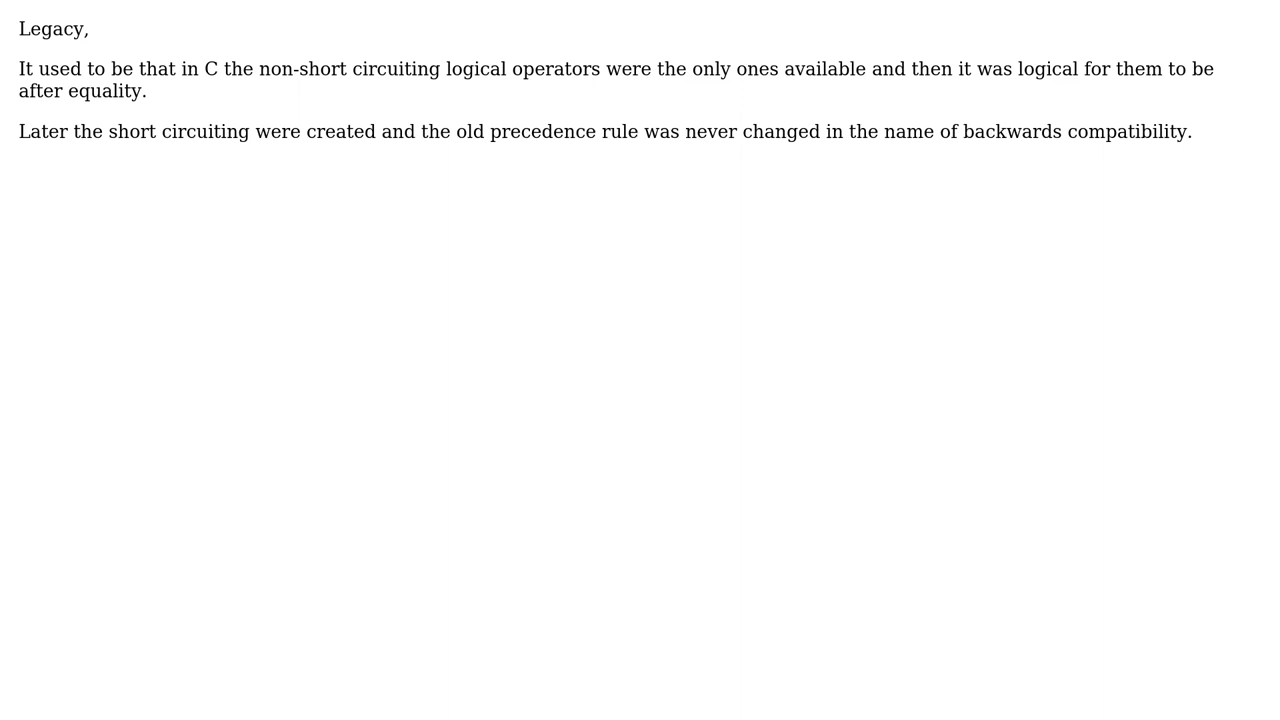 Legacy,
It used to be that in C the non-short circuiting logical operators were the only ones available and then it was logical for them to be
after equality.
Later the short circuiting were created and the old precedence rule was never changed in the name of backwards compatibility.